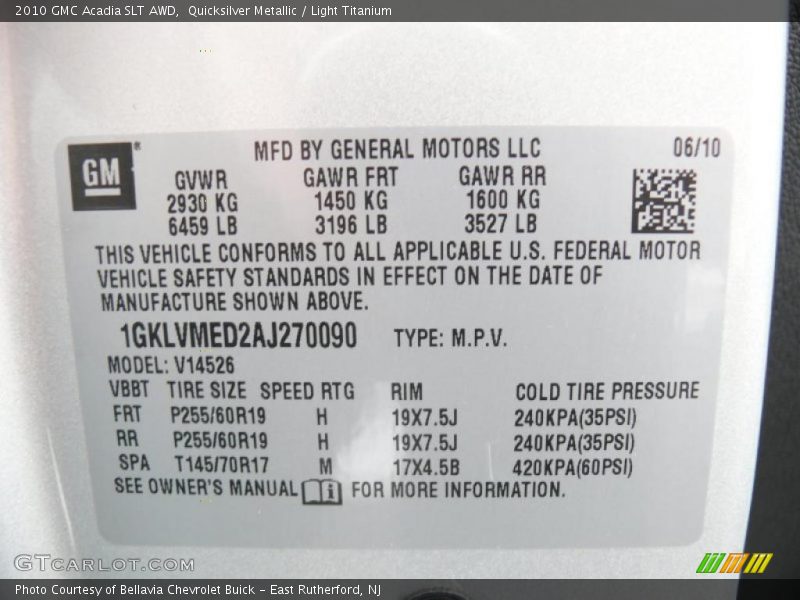 2010 GMC Acadia SLT AWD,  Quicksilver Metallic / Light Titanium
GM
MFD BY GENERAL MOTORS LLC 06/10
GVWR GAWR FRT GAWR RR
2930 KG 1450 KG 1600 KG
6459 LB 3196 LB 3527 LB
THIS VEHICLE CONFORMS TO ALL APPLICABLE U.S. FEDERAL MOTOR
VEHICLE SAFETY STANDARDS IN EFFECT ON THE DATE OF
MANUFACTURE SHOWN ABOVE.
1GKLVMED2AJ270090 TYPE: M.P.V.
MODEL: V14526
VBBT TIRE SIZE SPEED RTG RIM COLD TIRE PRESSURE
FRT P255/60R19 H 19X7.5J 240KPA(35PSI)
RR P255/60R19 H 19X7.5J 240KPA(35PSI)
SPA T145/70R17 M 17X4.5B 420KPA(60PSI)
SEE OWNER'S MANUAL i FOR MORE INFORMATION.
GTCARLOT.COM
Photo Courtesy of Bellavia Chevrolet Buick - East Rutherford, NJ